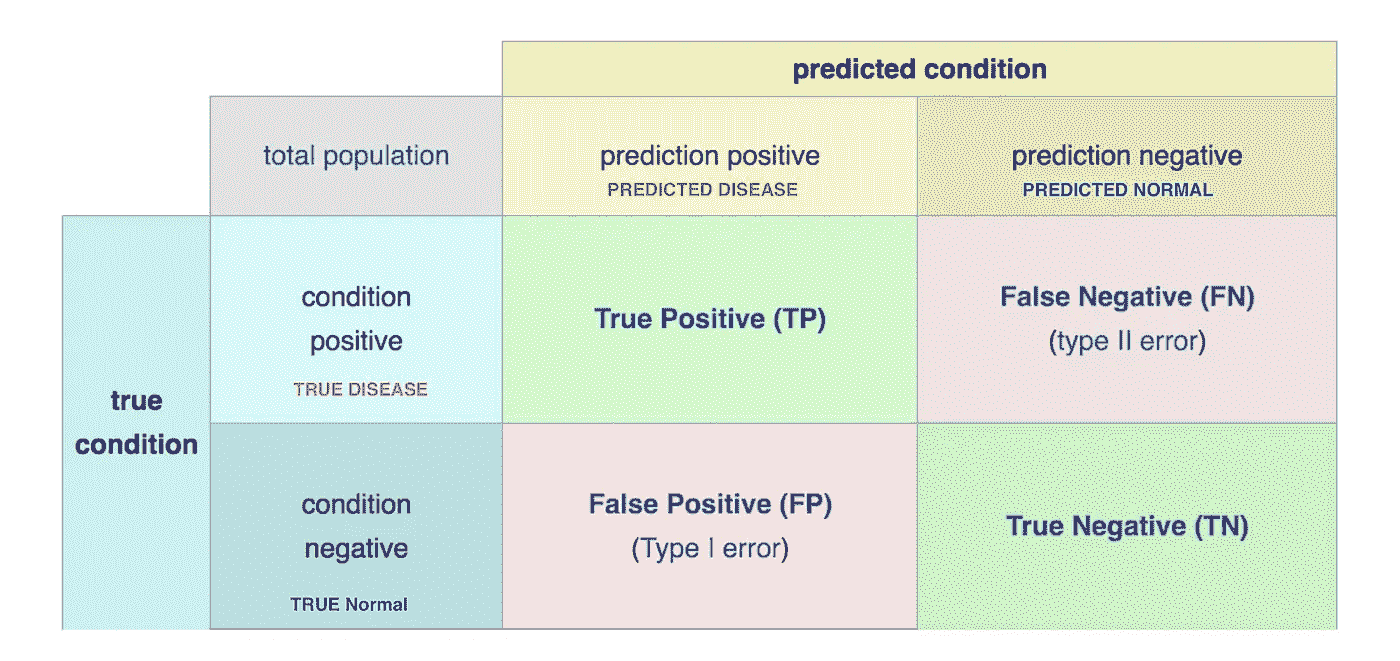 predicted condition
total population
prediction positive
PREDICTED DISEASE
prediction negative
PREDICTED NORMAL
true
condition
condition
positive
TRUE DISEASE
True Positive (TP)
False Negative (FN)
(type II error)
condition
negative
TRUE Normal
False Positive (FP)
(Type I error)
True Negative (TN)